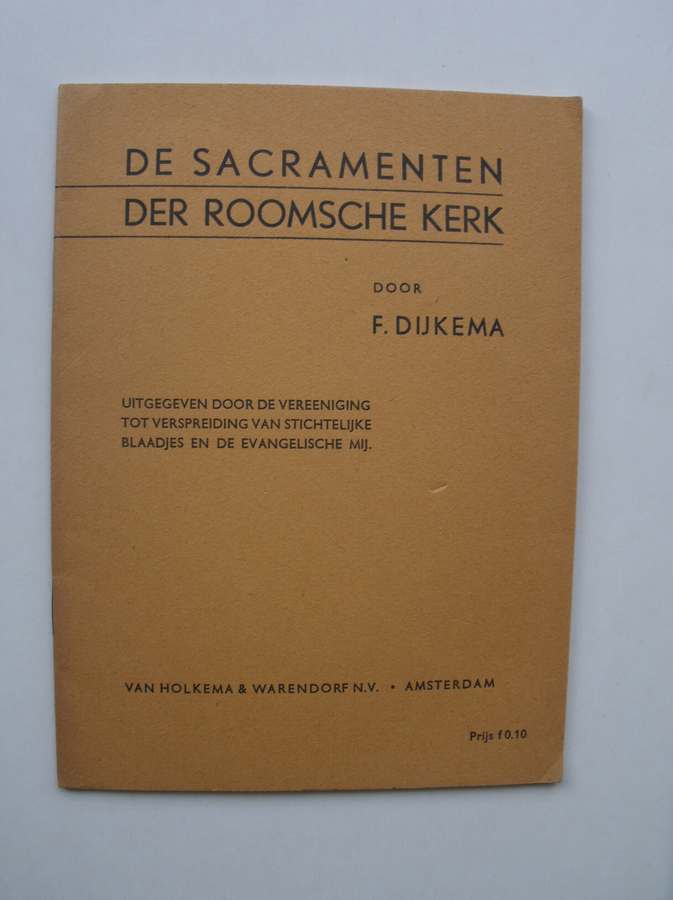 DE SACRAMENTEN
DER ROOMSCHE KERK
DOOR
F. DIJKEMA
UITGEGEVEN DOOR DE VEREENIGING
TOT VERSPREIDING VAN STICHTELIJKE
BLAADJES EN DE EVANGELISCHE MIJ.
VAN HOLKEMA & WARENDORF N.V. • AMSTERDAM
Prijs f 0.10